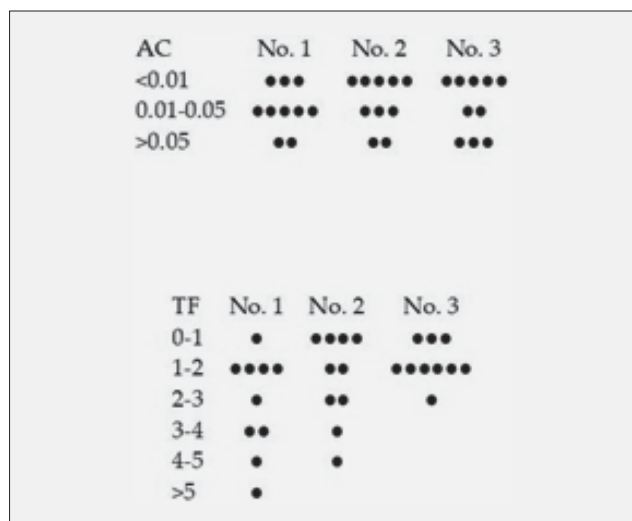 AC No. 1 No. 2 No. 3
<0.01 ●●● ●●●●● ●●●●●
0.01-0.05 ●●●●● ●●● ●●
>0.05 ●● ●● ●●●
TF No. 1 No. 2 No. 3
0-1 ● ●●●● ●●●
1-2 ●●●● ●● ●●●●●●
2-3 ● ●● ●
3-4 ●● ●
4-5 ● ●
>5 ●